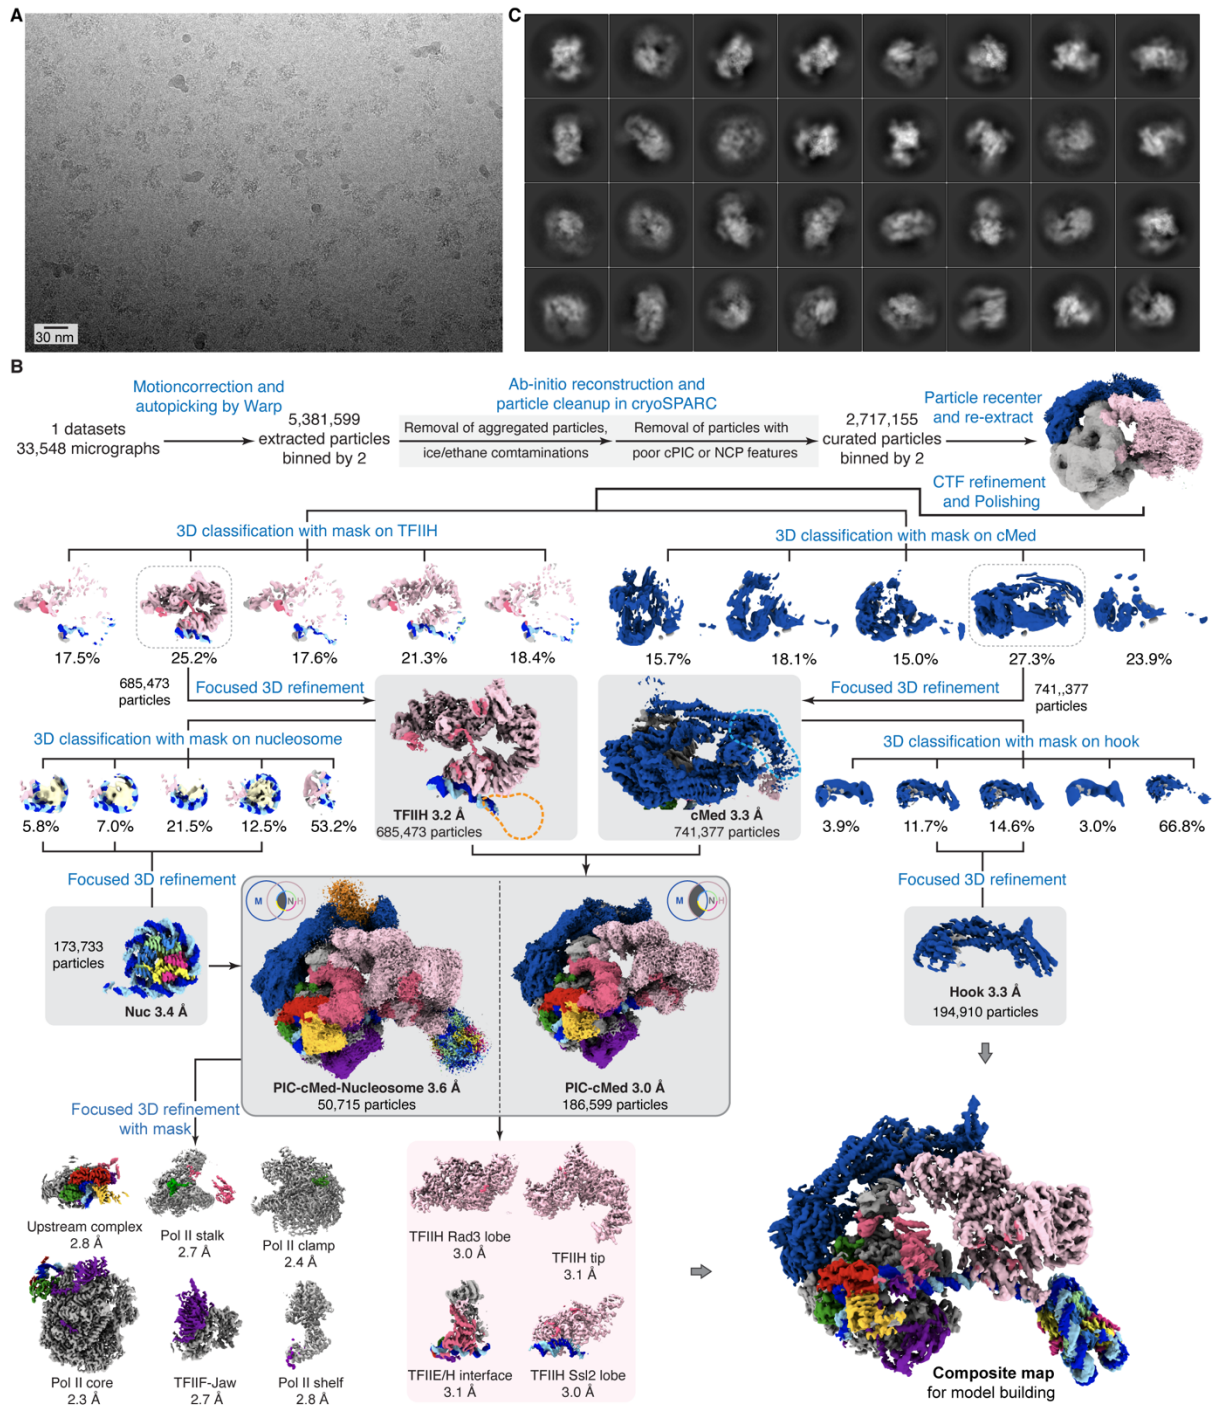 A
C
30 nm
B
1 datasets
33,548 micrographs
Motioncorrection and
autopicking by Warp
5,381,599
extracted particles
binned by 2
Ab-initio reconstruction and
particle cleanup in cryoSPARC
Removal of aggregated particles,
ice/ethane comtaminations
Removal of particles with
poor cPIC or NCP features
2,717,155
curated particles
binned by 2
Particle recenter
and re-extract
CTF refinement
and Polishing
3D classification with mask on TFIIH
3D classification with mask on cMed
17.5%
25.2%
17.6%
21.3%
18.4%
15.7%
18.1%
15.0%
27.3%
23.9%
685,473
particles
Focused 3D refinement
Focused 3D refinement
741,,377
particles
3D classification with mask on nucleosome
3D classification with mask on hook
5.8%
7.0%
21.5%
12.5%
53.2%
TFIIH 3.2 Å
685,473 particles
cMed 3.3 Å
741,377 particles
3.9%
11.7%
14.6%
3.0%
66.8%
Focused 3D refinement
Focused 3D refinement
173,733
particles
Nuc 3.4 Å
M
N
H
M
N
H
PIC-cMed-Nucleosome 3.6 Å
50,715 particles
PIC-cMed 3.0 Å
186,599 particles
Hook 3.3 Å
194,910 particles
Focused 3D refinement
with mask
Upstream complex
2.8 Å
Pol II stalk
2.7 Å
Pol II clamp
2.4 Å
Pol II core
2.3 Å
TFIIF-Jaw
2.7 Å
Pol II shelf
2.8 Å
TFIIH Rad3 lobe
3.0 Å
TFIIH tip
3.1 Å
TFIIE/H interface
3.1 Å
TFIIH Ssl2 lobe
3.0 Å
Composite map
for model building